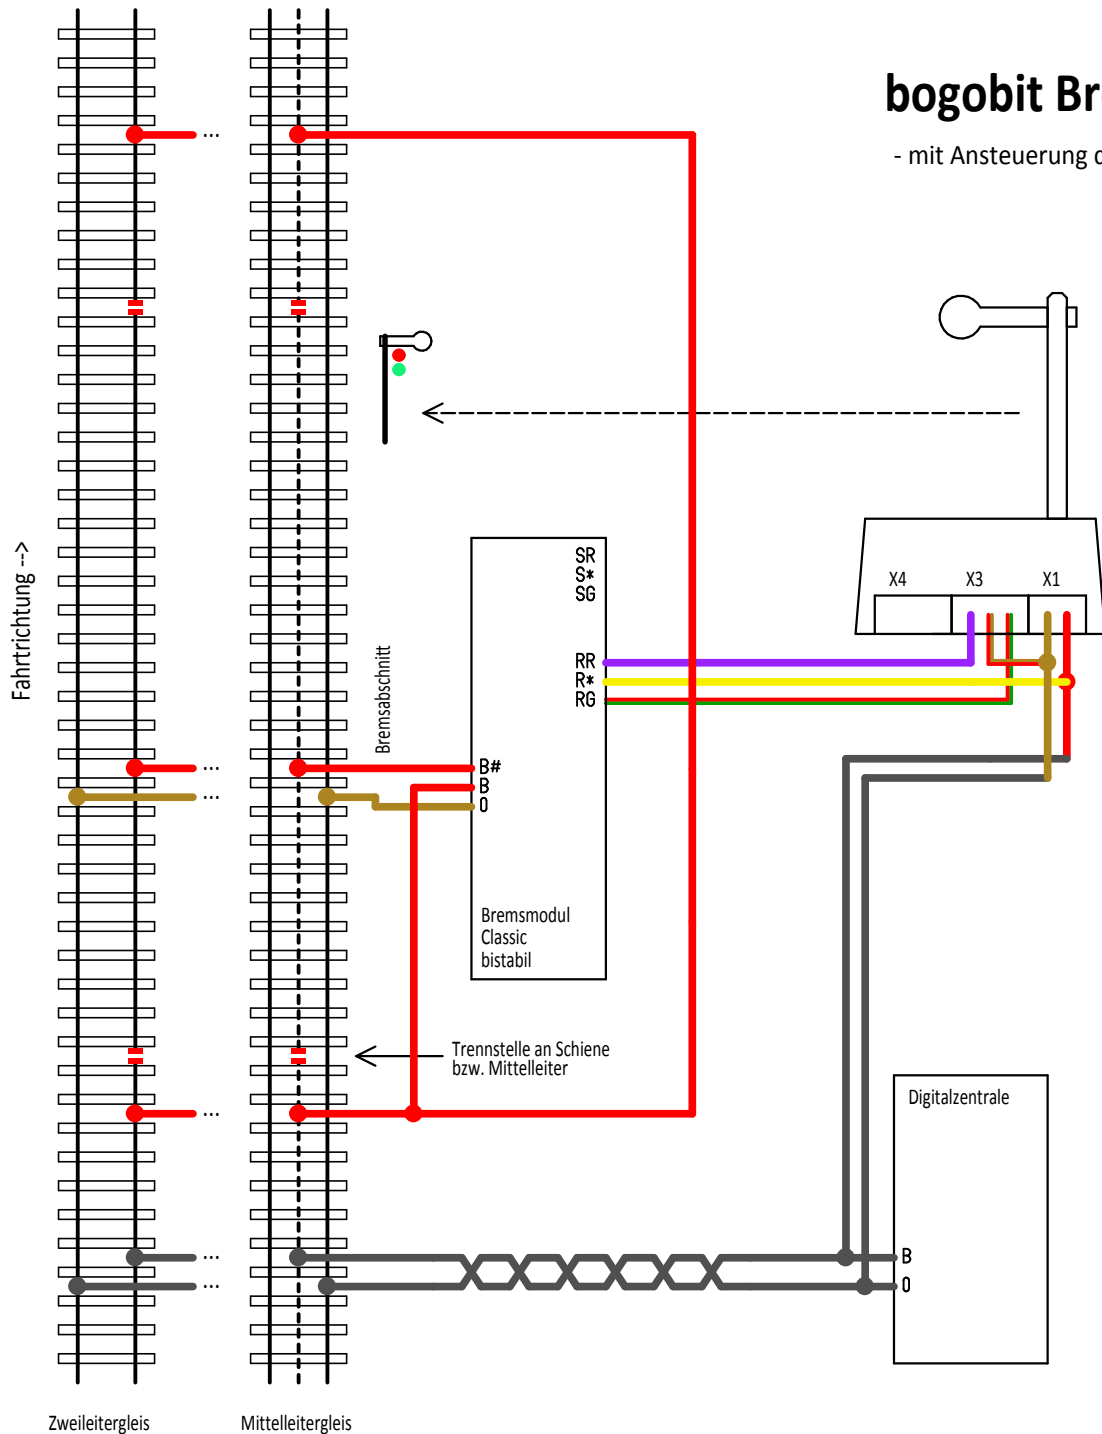 bogobit Br
- mit Ansteuerung d
...
...
...
...
...
...
Fahrtrichtung -->
Bremsabschnitt
SR
S*
SG
RR
R*
RG
B#
B
0
Bremsmodul
Classic
bistabil
X4
X3
X1
Trennstelle an Schiene
bzw. Mittelleiter
Digitalzentrale
B
0
Zweileitergleis
Mittelleitergleis